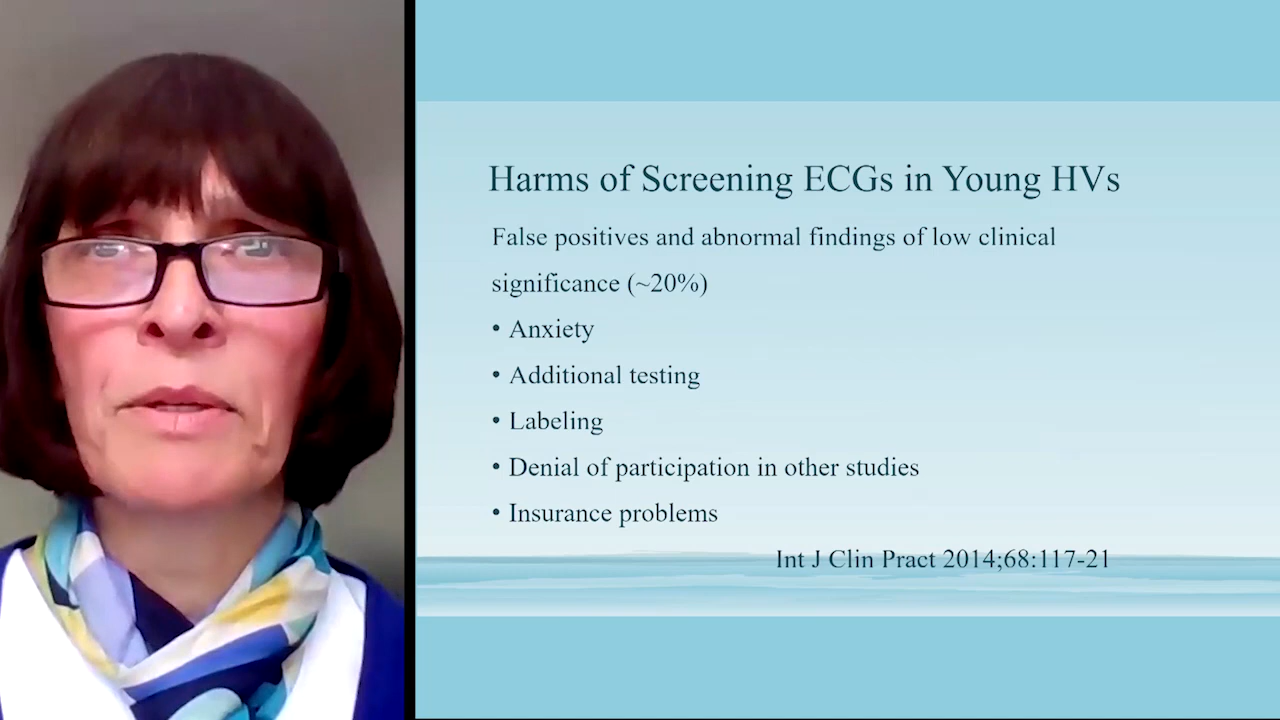 Harms of Screening ECGs in Young HVs
False positives and abnormal findings of low clinical
significance (~20%)
• Anxiety
• Additional testing
• Labeling
• Denial of participation in other studies
• Insurance problems
Int J Clin Pract 2014;68:117-21